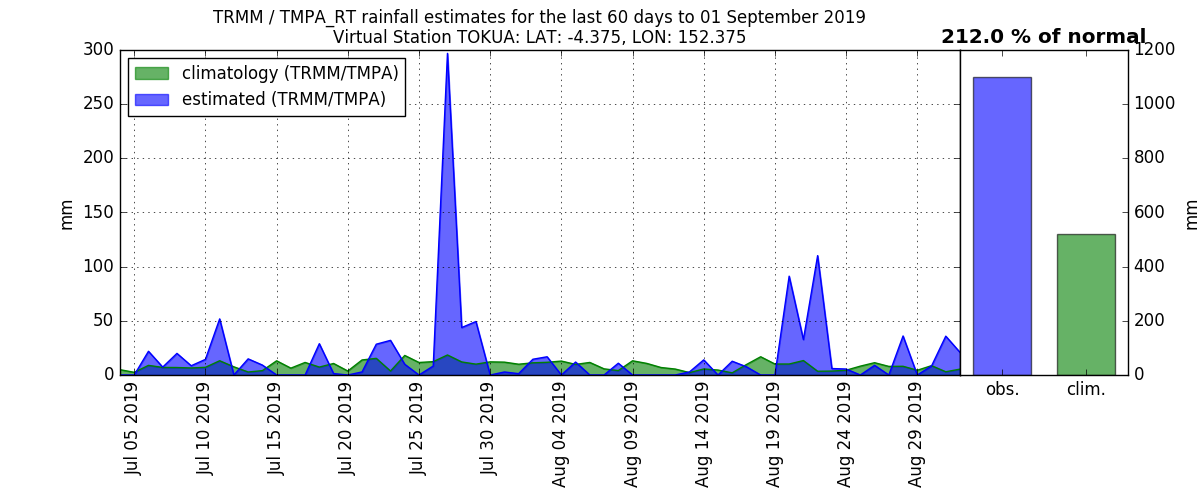 TRMM / TMPA_RT rainfall estimates for the last 60 days to 01 September 2019
Virtual Station TOKUA: LAT: -4.375, LON: 152.375
212.0 % of normal
climatology (TRMM/TMPA)
estimated (TRMM/TMPA)
300
250
200
150
100
50
0
mm
Jul 05 2019
Jul 10 2019
Jul 15 2019
Jul 20 2019
Jul 25 2019
Jul 30 2019
Aug 04 2019
Aug 09 2019
Aug 14 2019
Aug 19 2019
Aug 24 2019
Aug 29 2019
obs.
clim.
1200
1000
800
600
400
200
0
mm